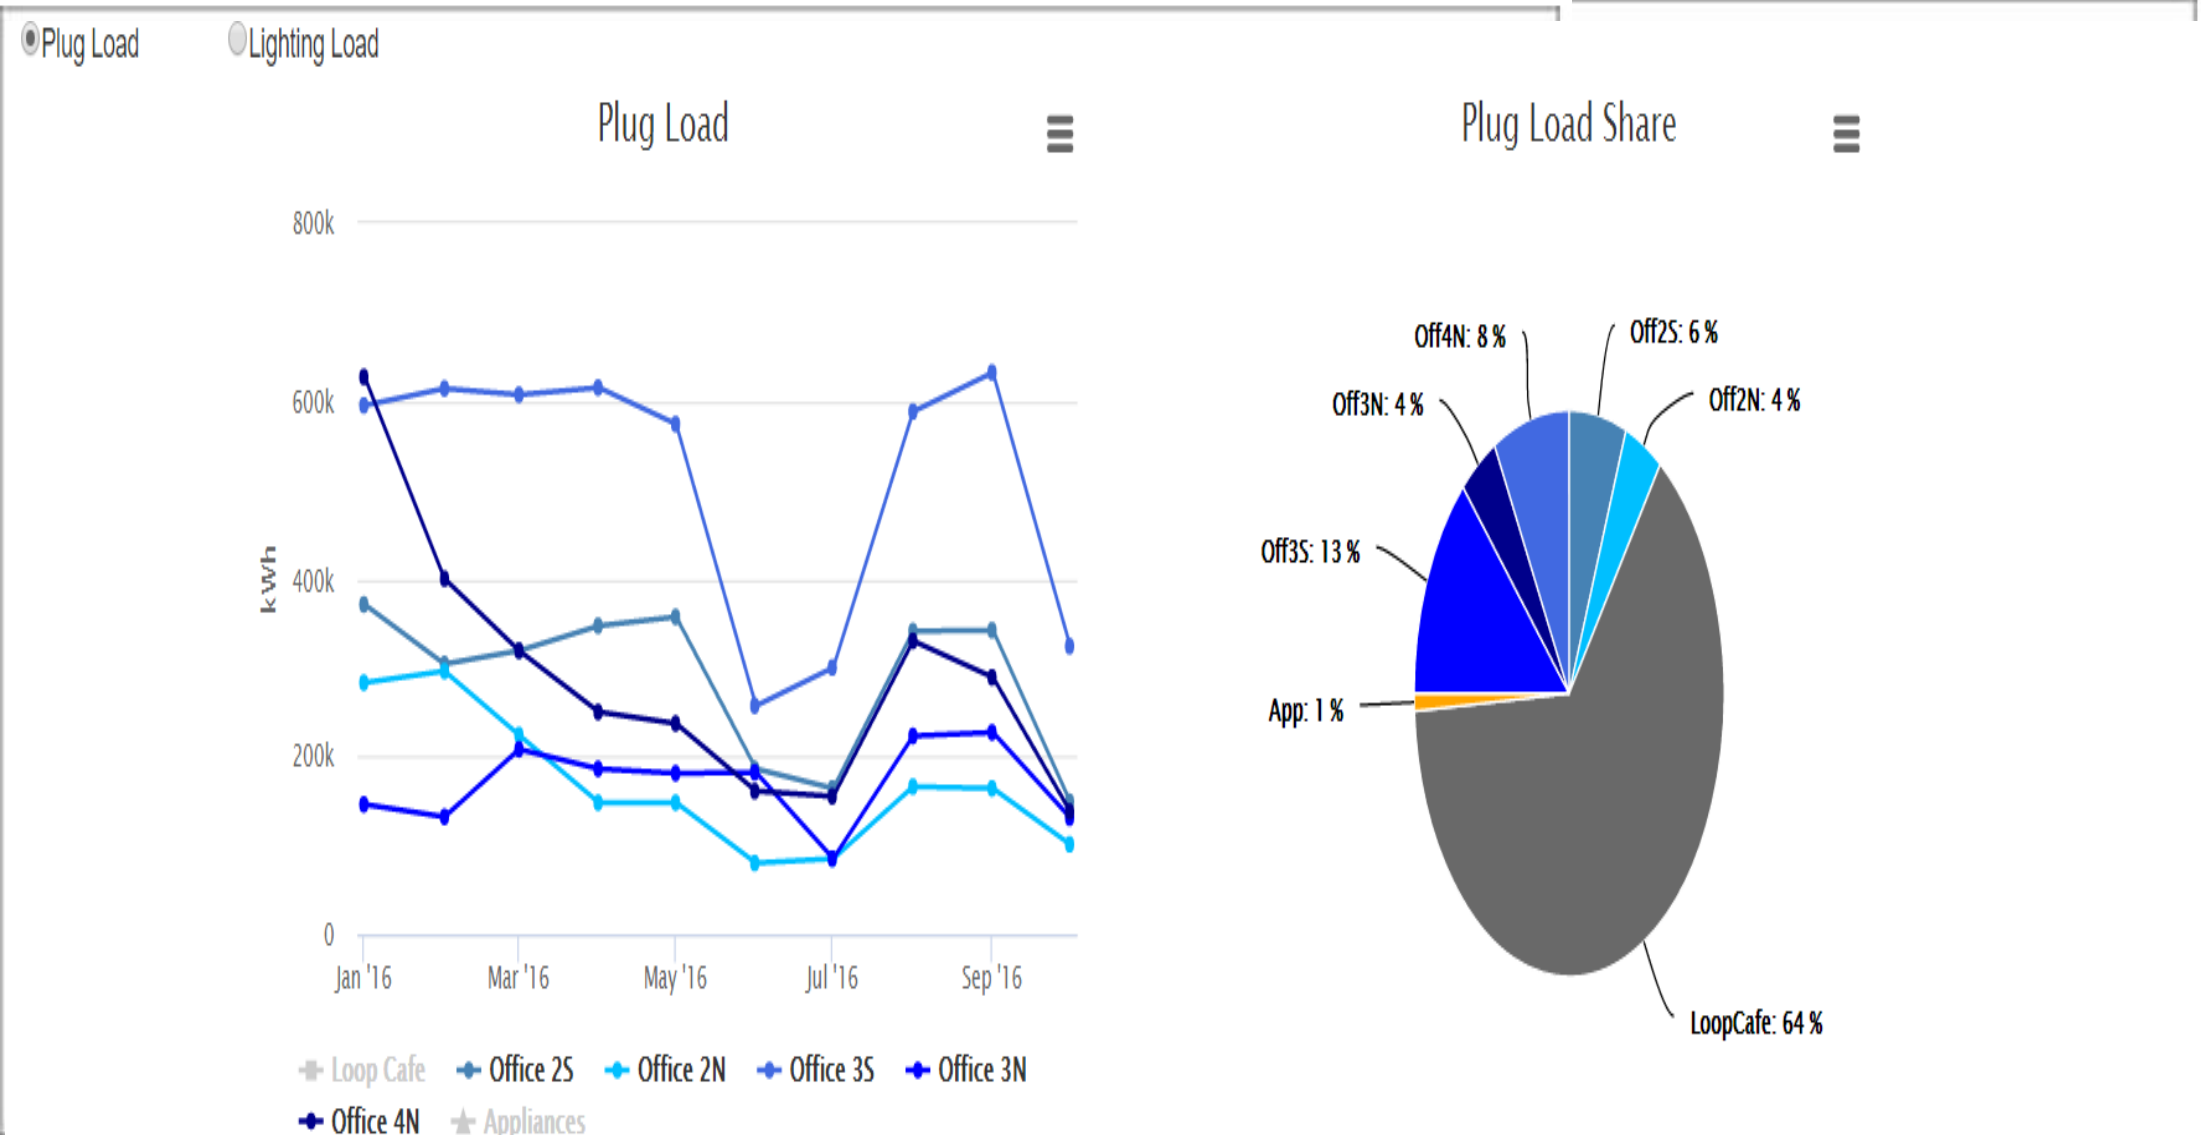 Plug Load Lighting Load
Plug Load
800k
600k
400k
200k
0
kWh
Jan '16 Mar '16 May '16 Jul '16 Sep '16
Loop Cafe Office 2S Office 2N Office 3S Office 3N
Office 4N Appliances
Plug Load Share
Off4N: 8 %
Off2S: 6 %
Off3N: 4 %
Off2N: 4 %
Off3S: 13 %
App: 1 %
LoopCafe: 64 %